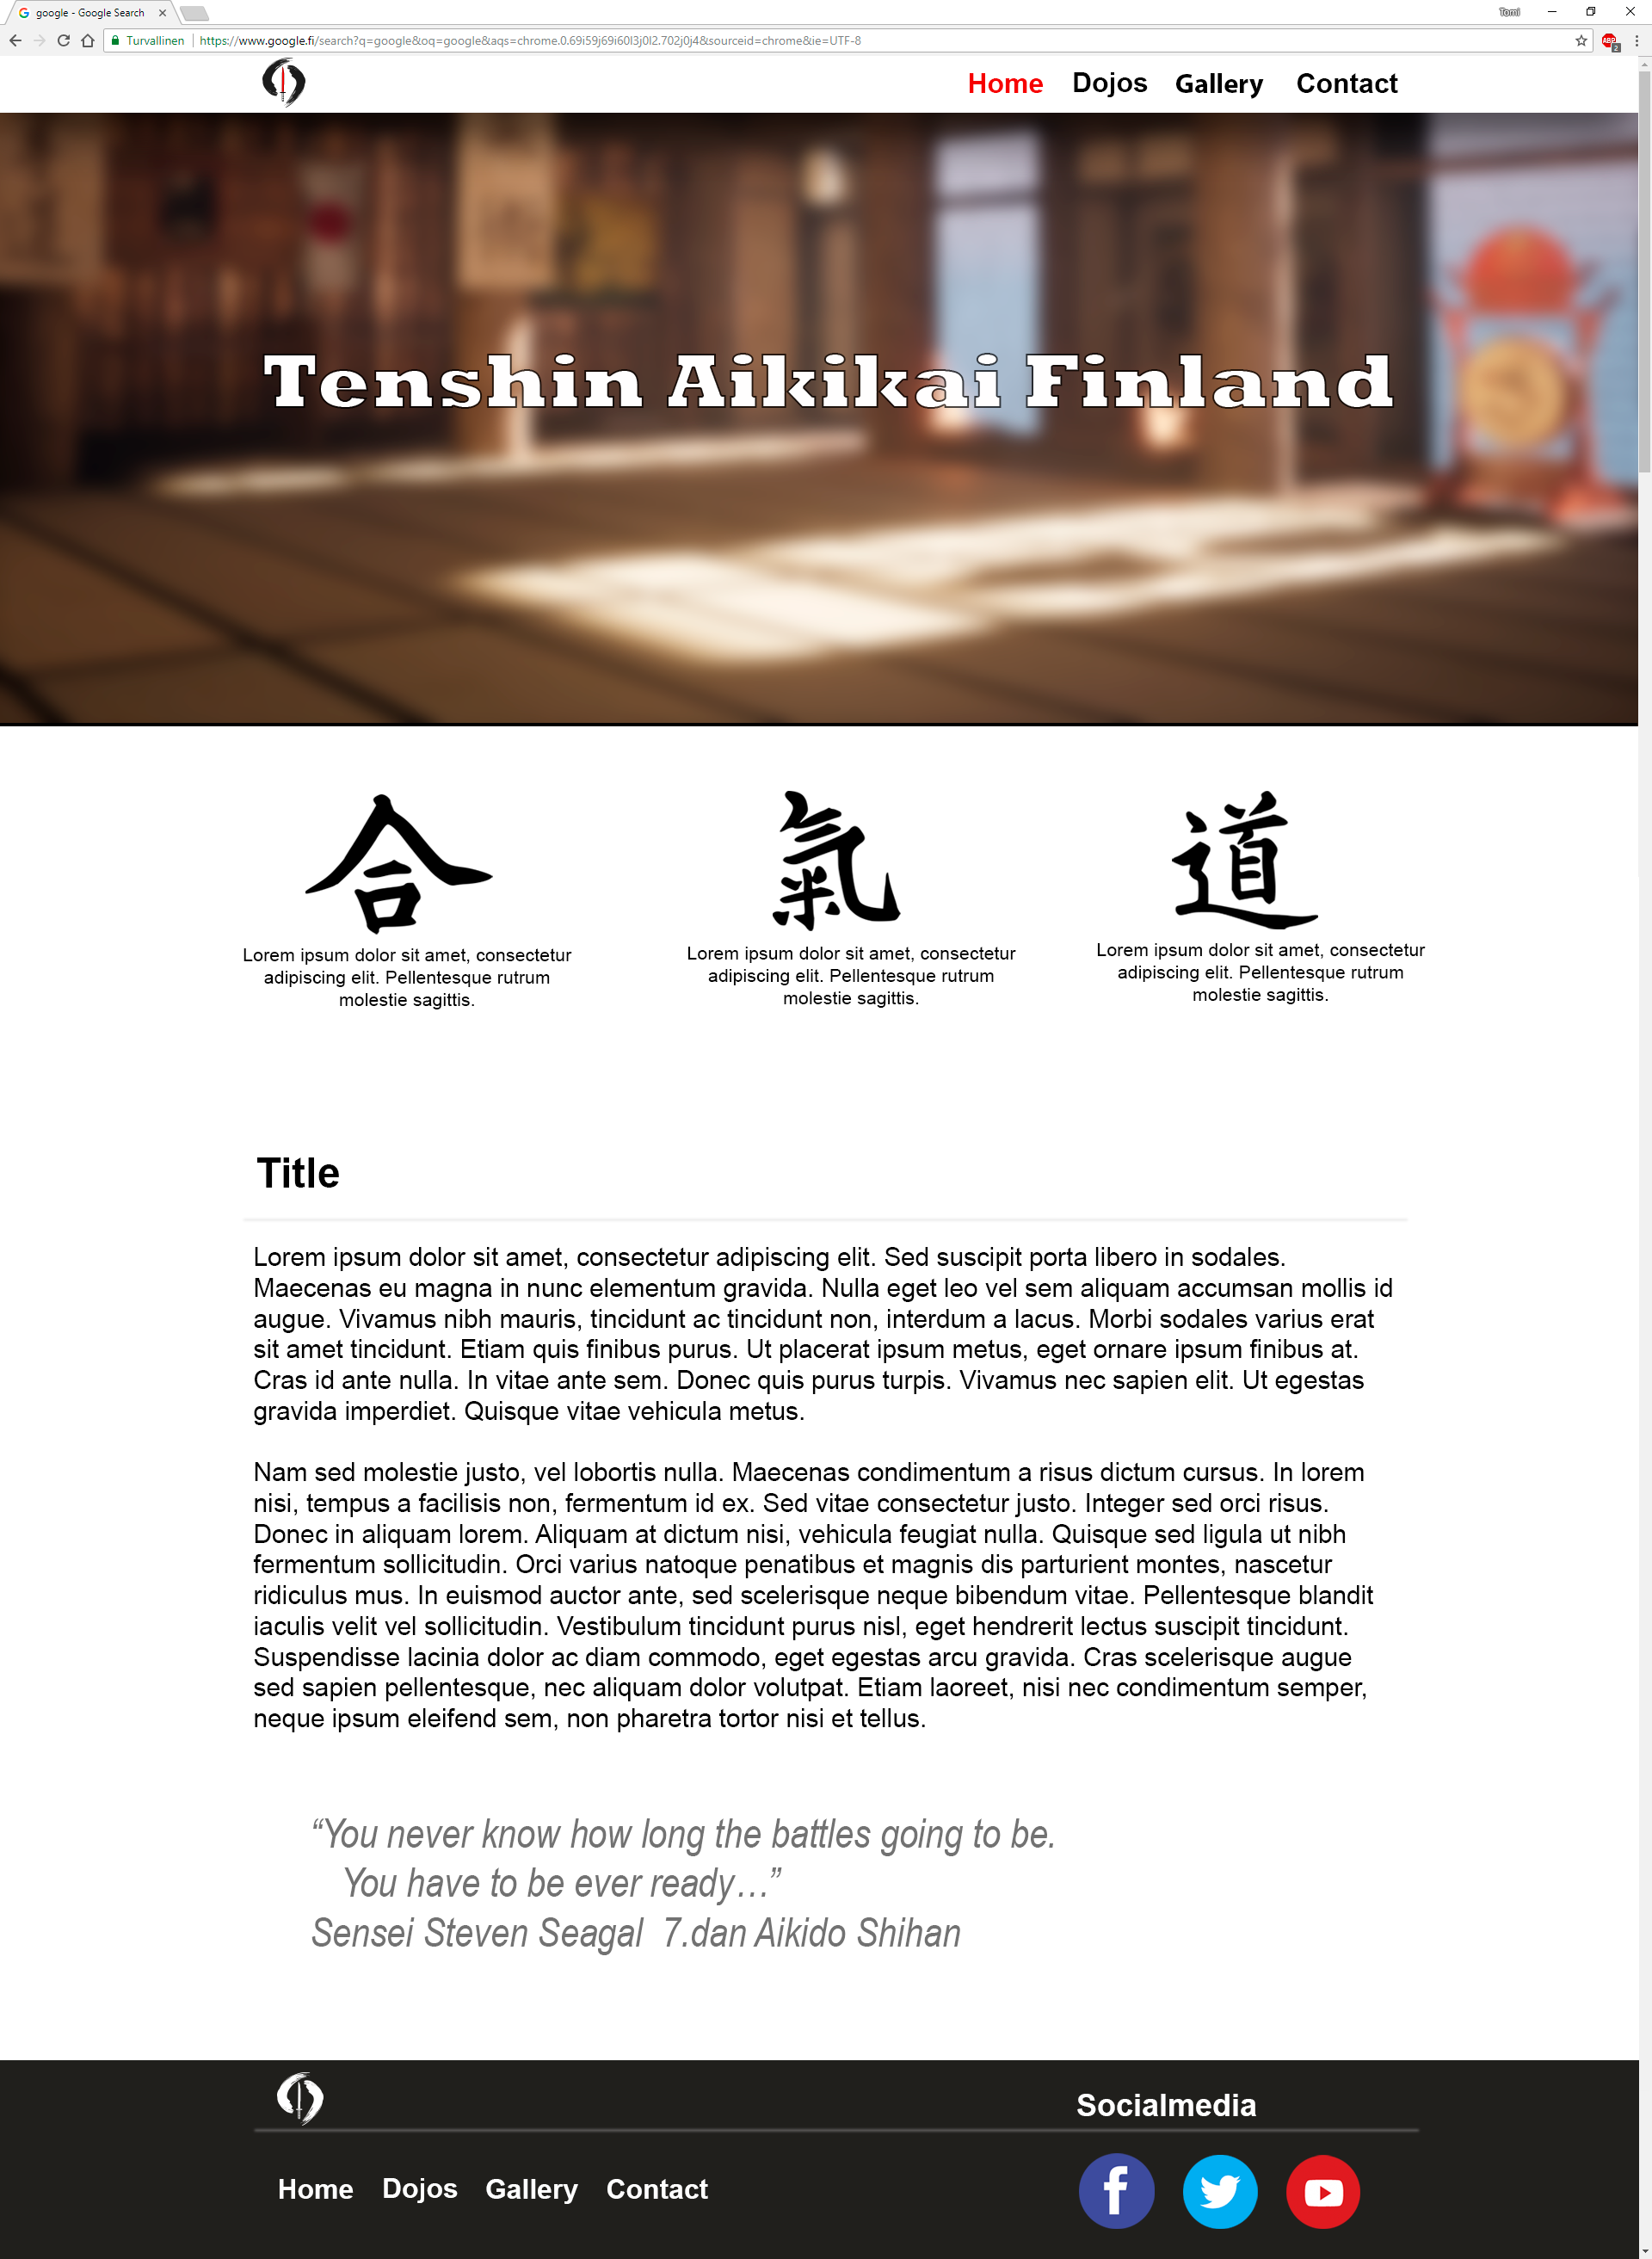 google - Google Search
Tomi
Turvallinen
https://www.google.fi/search?q=google&oq=google&aqs=chrome.0.69i59j69i60l3j0l2.702j0j4&sourceid=chrome&ie=UTF-8
ABP
2
Home Dojos Gallery Contact
Tenshin Aikikai Finland
合 氣 道
Lorem ipsum dolor sit amet, consectetur
adipiscing elit. Pellentesque rutrum
molestie sagittis.
Lorem ipsum dolor sit amet, consectetur
adipiscing elit. Pellentesque rutrum
molestie sagittis.
Lorem ipsum dolor sit amet, consectetur
adipiscing elit. Pellentesque rutrum
molestie sagittis.
Title
Lorem ipsum dolor sit amet, consectetur adipiscing elit. Sed suscipit porta libero in sodales.
Maecenas eu magna in nunc elementum gravida. Nulla eget leo vel sem aliquam accumsan mollis id
augue. Vivamus nibh mauris, tincidunt ac tincidunt non, interdum a lacus. Morbi sodales varius erat
sit amet tincidunt. Etiam quis finibus purus. Ut placerat ipsum metus, eget ornare ipsum finibus at.
Cras id ante nulla. In vitae ante sem. Donec quis purus turpis. Vivamus nec sapien elit. Ut egestas
gravida imperdiet. Quisque vitae vehicula metus.
Nam sed molestie justo, vel lobortis nulla. Maecenas condimentum a risus dictum cursus. In lorem
nisi, tempus a facilisis non, fermentum id ex. Sed vitae consectetur justo. Integer sed orci risus.
Donec in aliquam lorem. Aliquam at dictum nisi, vehicula feugiat nulla. Quisque sed ligula ut nibh
fermentum sollicitudin. Orci varius natoque penatibus et magnis dis parturient montes, nascetur
ridiculus mus. In euismod auctor ante, sed scelerisque neque bibendum vitae. Pellentesque blandit
iaculis velit vel sollicitudin. Vestibulum tincidunt purus nisl, eget hendrerit lectus suscipit tincidunt.
Suspendisse lacinia dolor ac diam commodo, eget egestas arcu gravida. Cras scelerisque augue
sed sapien pellentesque, nec aliquam dolor volutpat. Etiam laoreet, nisi nec condimentum semper,
neque ipsum eleifend sem, non pharetra tortor nisi et tellus.
“You never know how long the battles going to be.
You have to be ever ready…”
Sensei Steven Seagal 7.dan Aikido Shihan
Socialmedia
Home Dojos Gallery Contact